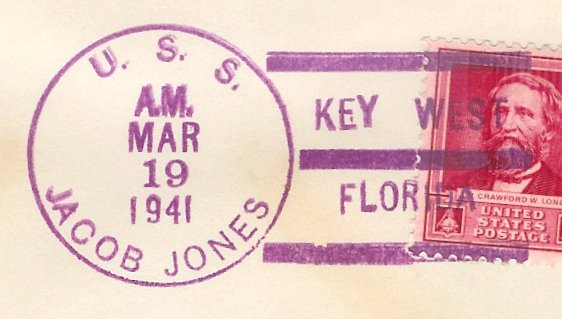 U. S. S.
A.M.
MAR
19
1941
JACOB JONES
KEY WEST
FLORIDA
CRAWFORD W. LONG
UNITED
STATES
POSTAGE